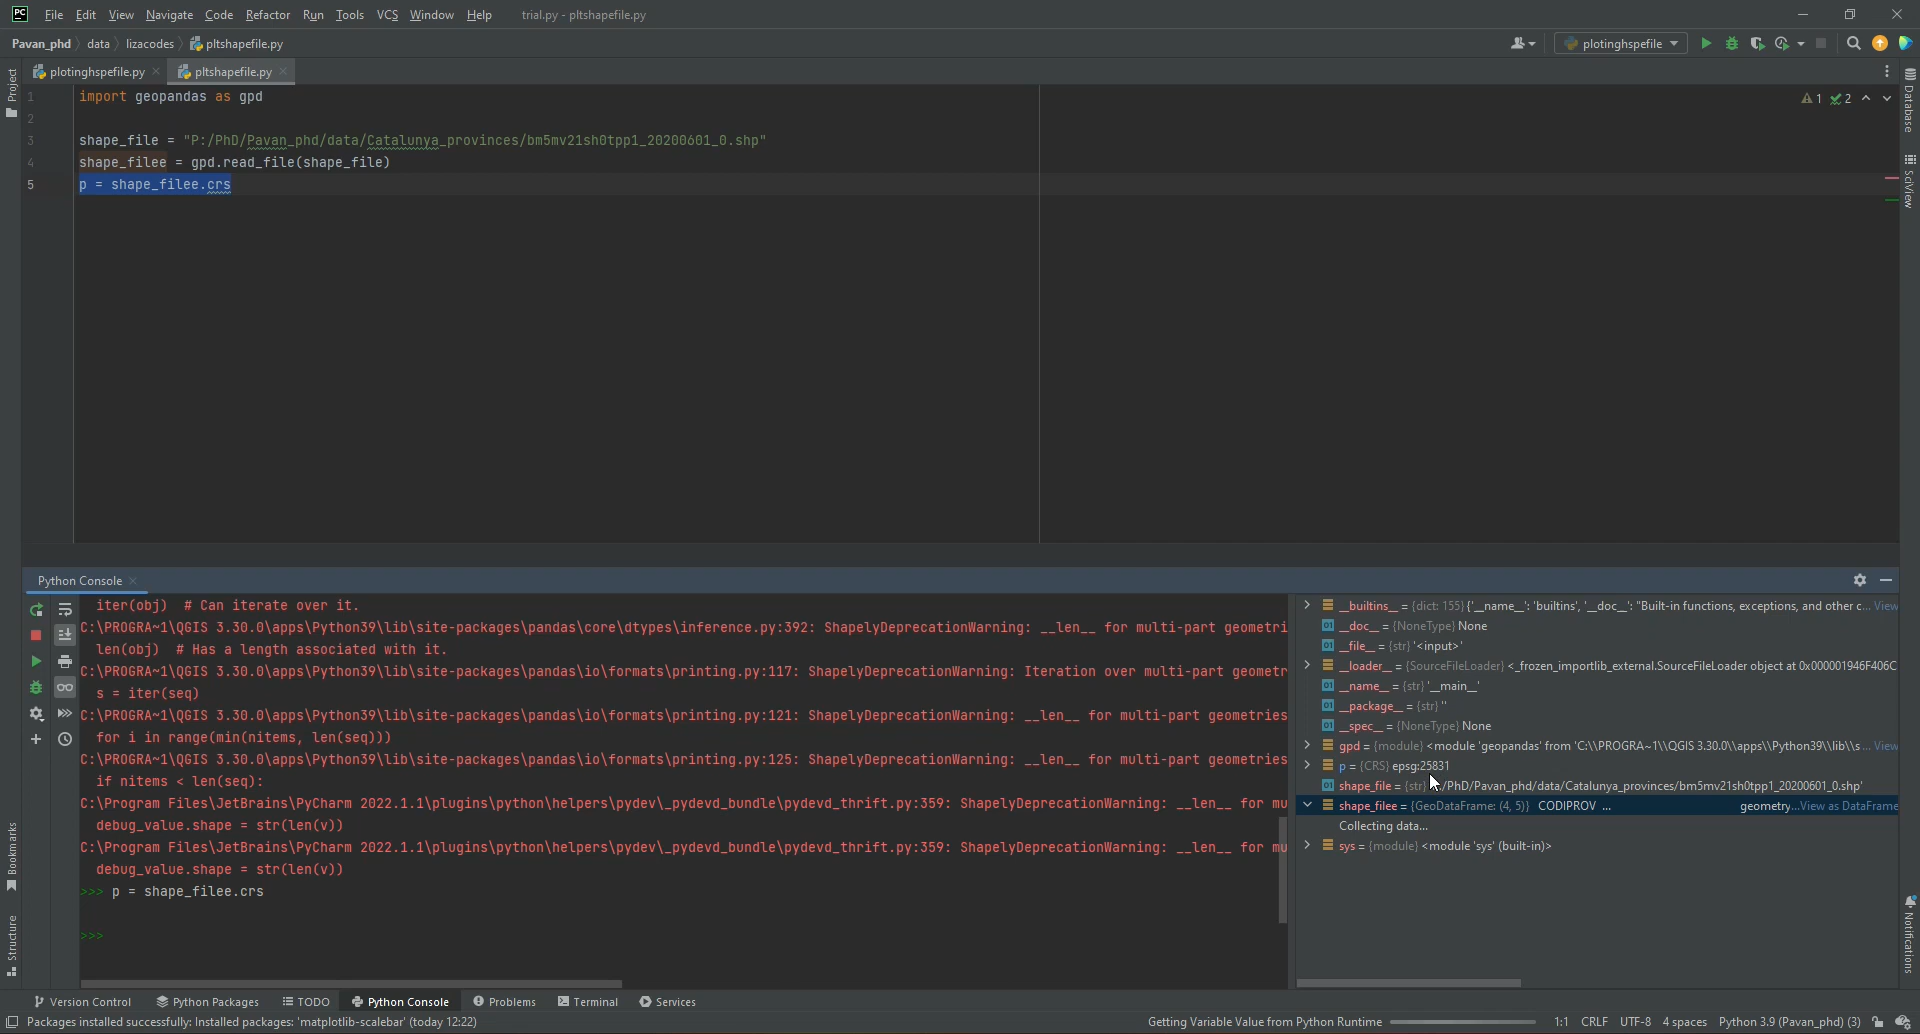 PC File Edit View Navigate Code Refactor Run Tools VCS Window Help trial.py - pltshapefile.py
Pavan_phd data lizacodes pltshapefile.py plotinghspefile
Project
plotinghspefile.py pltshapefile.py
1 import geopandas as gpd
2
3 shape_file = "P:/PhD/Pavan_phd/data/Catalunya_provinces/bm5mv21sh0tpp1_20200601_0.shp"
4 shape_filee = gpd.read_file(shape_file)
5 p = shape_filee.crs
1 2
Database
SciView
Python Console
iter(obj) # Can iterate over it.
C:\PROGRA~1\QGIS 3.30.0\apps\Python39\lib\site-packages\pandas\core\dtypes\inference.py:392: ShapelyDeprecationWarning: __len__ for multi-part geometri
len(obj) # Has a length associated with it.
C:\PROGRA~1\QGIS 3.30.0\apps\Python39\lib\site-packages\pandas\io\formats\printing.py:117: ShapelyDeprecationWarning: Iteration over multi-part geometr
s = iter(seq)
C:\PROGRA~1\QGIS 3.30.0\apps\Python39\lib\site-packages\pandas\io\formats\printing.py:121: ShapelyDeprecationWarning: __len__ for multi-part geometries
for i in range(min(nitems, len(seq)))
C:\PROGRA~1\QGIS 3.30.0\apps\Python39\lib\site-packages\pandas\io\formats\printing.py:125: ShapelyDeprecationWarning: __len__ for multi-part geometries
if nitems < len(seq):
C:\Program Files\JetBrains\PyCharm 2022.1.1\plugins\python\helpers\pydev\_pydevd_bundle\pydevd_thrift.py:359: ShapelyDeprecationWarning: __len__ for mu
debug_value.shape = str(len(v))
C:\Program Files\JetBrains\PyCharm 2022.1.1\plugins\python\helpers\pydev\_pydevd_bundle\pydevd_thrift.py:359: ShapelyDeprecationWarning: __len__ for mu
debug_value.shape = str(len(v))
>>> p = shape_filee.crs
>>>
__builtins__ = {dict: 155} {'__name__': 'builtins', '__doc__': "Built-in functions, exceptions, and other c... View
__doc__ = {NoneType} None
__file__ = {str} '<input>'
__loader__ = {SourceFileLoader} <_frozen_importlib_external.SourceFileLoader object at 0x000001946F406C
__name__ = {str} '__main__'
__package__ = {str} ''
__spec__ = {NoneType} None
gpd = {module} <module 'geopandas' from 'C:\\PROGRA~1\\QGIS 3.30.0\\apps\\Python39\\lib\\s... View
p = {CRS} epsg:25831
shape_file = {str} :/PhD/Pavan_phd/data/Catalunya_provinces/bm5mv21sh0tpp1_20200601_0.shp'
shape_filee = {GeoDataFrame: (4, 5)} CODIPROV ... geometry...View as DataFrame
Collecting data...
sys = {module} <module 'sys' (built-in)>
Bookmarks
Structure
Notifications
Version Control Python Packages TODO Python Console Problems Terminal Services
Packages installed successfully: Installed packages: 'matplotlib-scalebar' (today 12:22) Getting Variable Value from Python Runtime 1:1 CRLF UTF-8 4 spaces Python 3.9 (Pavan_phd) (3)